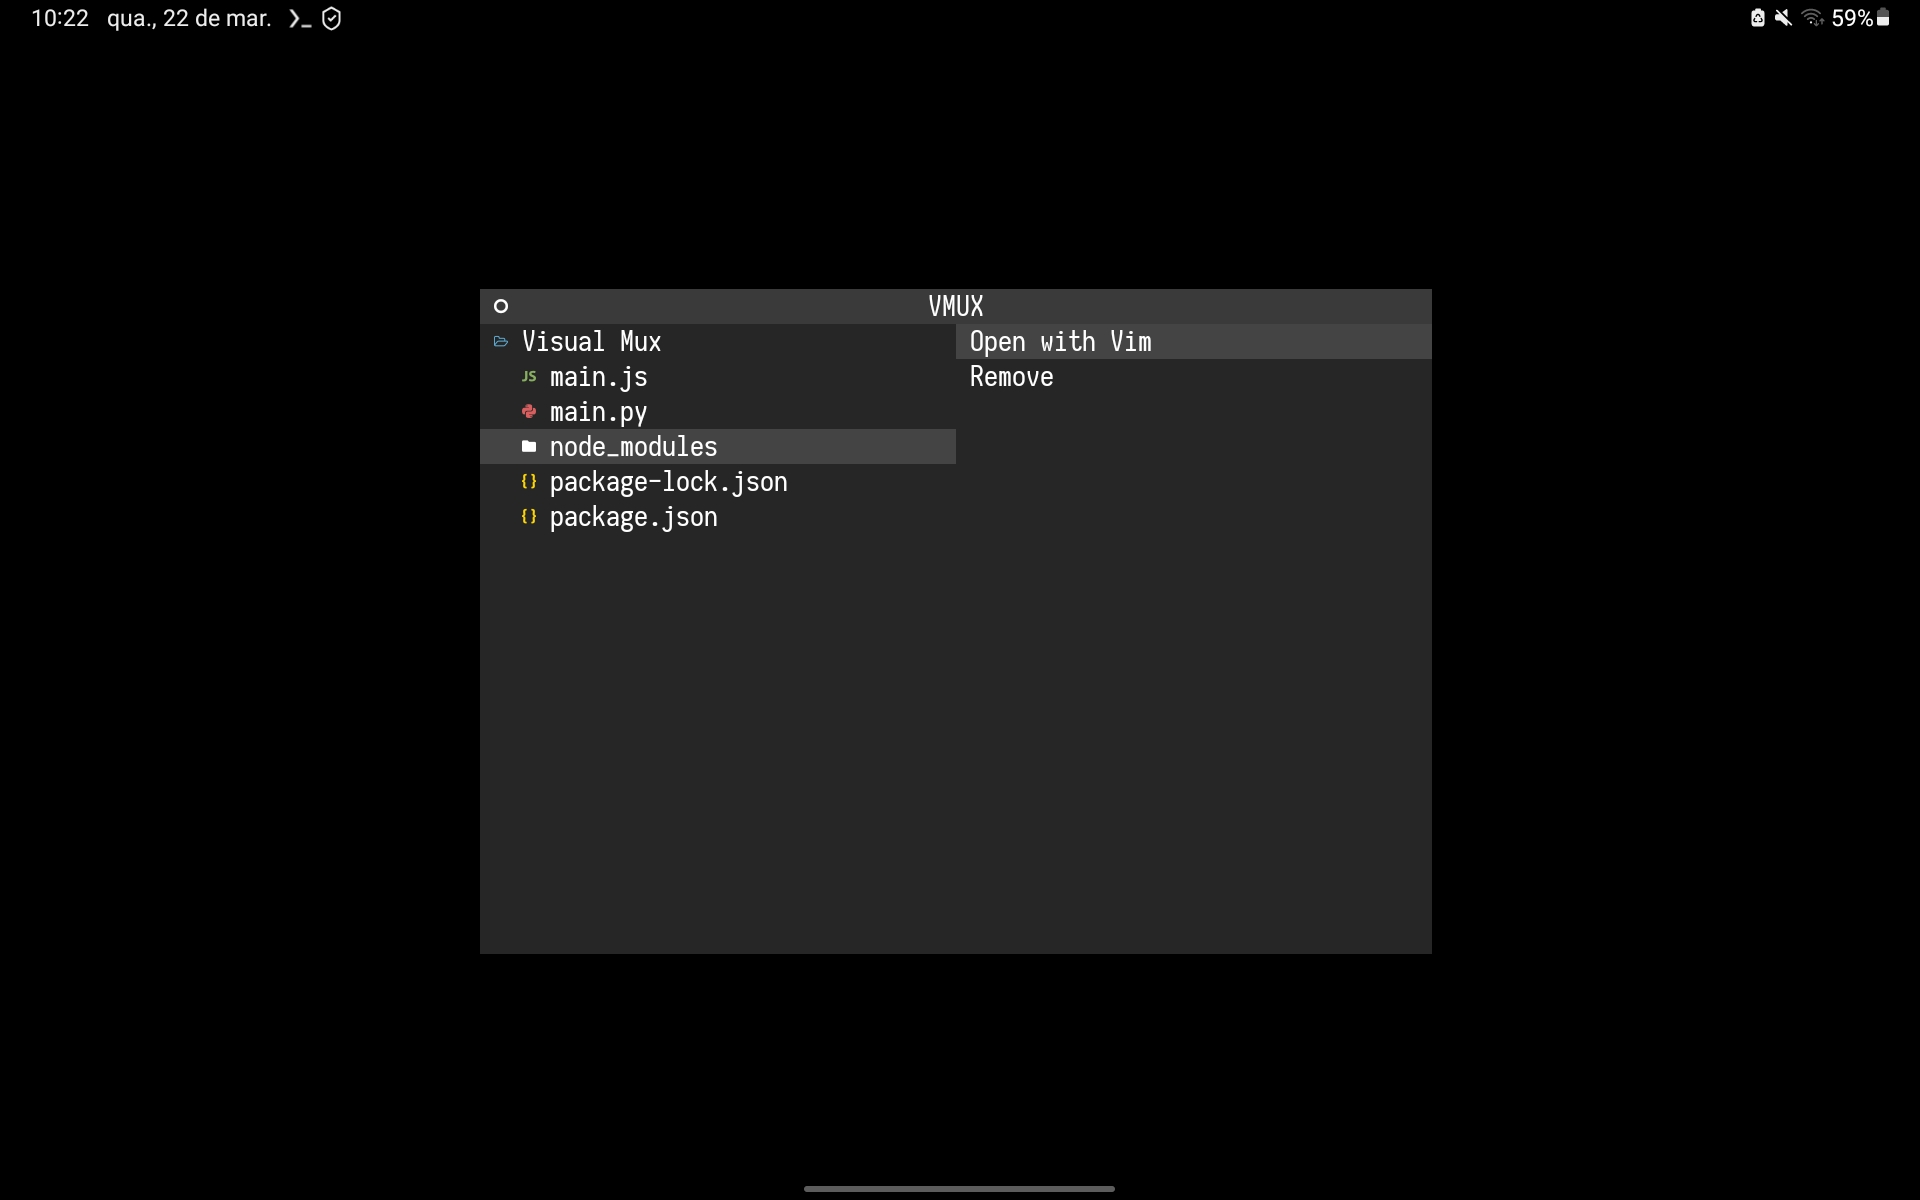 10:22 qua., 22 de mar.
59%
VMUX
Visual Mux
main.js
main.py
node_modules
package-lock.json
package.json
Open with Vim
Remove